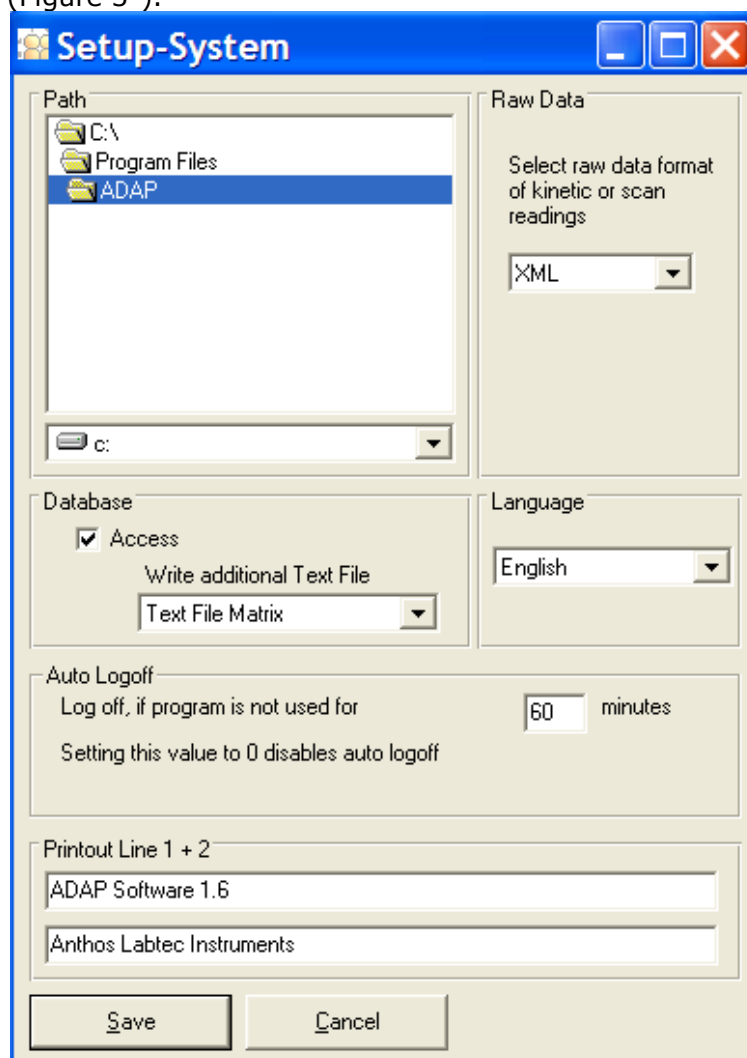 (Figure 3 ).
Setup-System
Path
C:\
Program Files
ADAP
c:
Raw Data
Select raw data format
of kinetic or scan
readings
XML
Database
Access
Write additional Text File
Text File Matrix
Language
English
Auto Logoff
Log off, if program is not used for 60 minutes
Setting this value to 0 disables auto logoff
Printout Line 1 + 2
ADAP Software 1.6
Anthos Labtec Instruments
Save Cancel